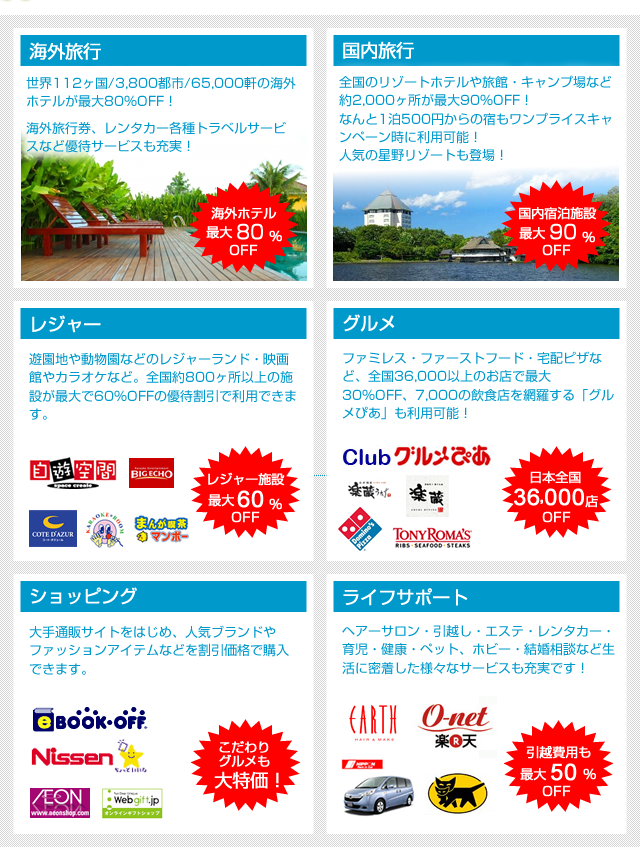 海外旅行
世界112ヶ国/3,800都市/65,000軒の海外
ホテルが最大80%OFF！
海外旅行券、レンタカー各種トラベルサービ
スなど優待サービスも充実！
海外ホテル
最大 80 %
OFF
国内旅行
全国のリゾートホテルや旅館・キャンプ場など
約2,000ヶ所が最大90%OFF！
なんと1泊500円からの宿もワンプライスキャ
ンペーン時に利用可能！
人気の星野リゾートも登場！
国内宿泊施設
最大 90 %
OFF
レジャー
遊園地や動物園などのレジャーランド・映画
館やカラオケなど。全国約800ヶ所以上の施
設が最大で60%OFFの優待割引で利用できま
す。
自遊空間
space create
BIG ECHO
COTE D'AZUR
KARAOKE ROOM
まんが喫茶
マンボー
レジャー施設
最大 60 %
OFF
グルメ
ファミレス・ファーストフード・宅配ピザな
ど、全国36,000以上のお店で最大
30%OFF、7,000の飲食店を網羅する「グル
メぴあ」も利用可能！
Club グルメぴあ
楽蔵うたげ
楽蔵
Domino's
Pizza
TONY ROMA'S
RIBS · SEAFOOD · STEAKS
日本全国
36.000店
OFF
ショッピング
大手通販サイトをはじめ、人気ブランドや
ファッションアイテムなどを割引価格で購入
できます。
eBOOK·OFF
Nissen
ちょっといいな
AEON
www.aeonshop.com
Webgift.jp
オンラインギフトショップ
こだわり
グルメも
大特価！
ライフサポート
ヘアーサロン・引越し・エステ・レンタカー・
育児・健康・ペット、ホビー・結婚相談など生
活に密着した様々なサービスも充実です！
EARTH
HAIR & MAKE
O-net
楽R天
NIPPON
引越費用も
最大 50 %
OFF